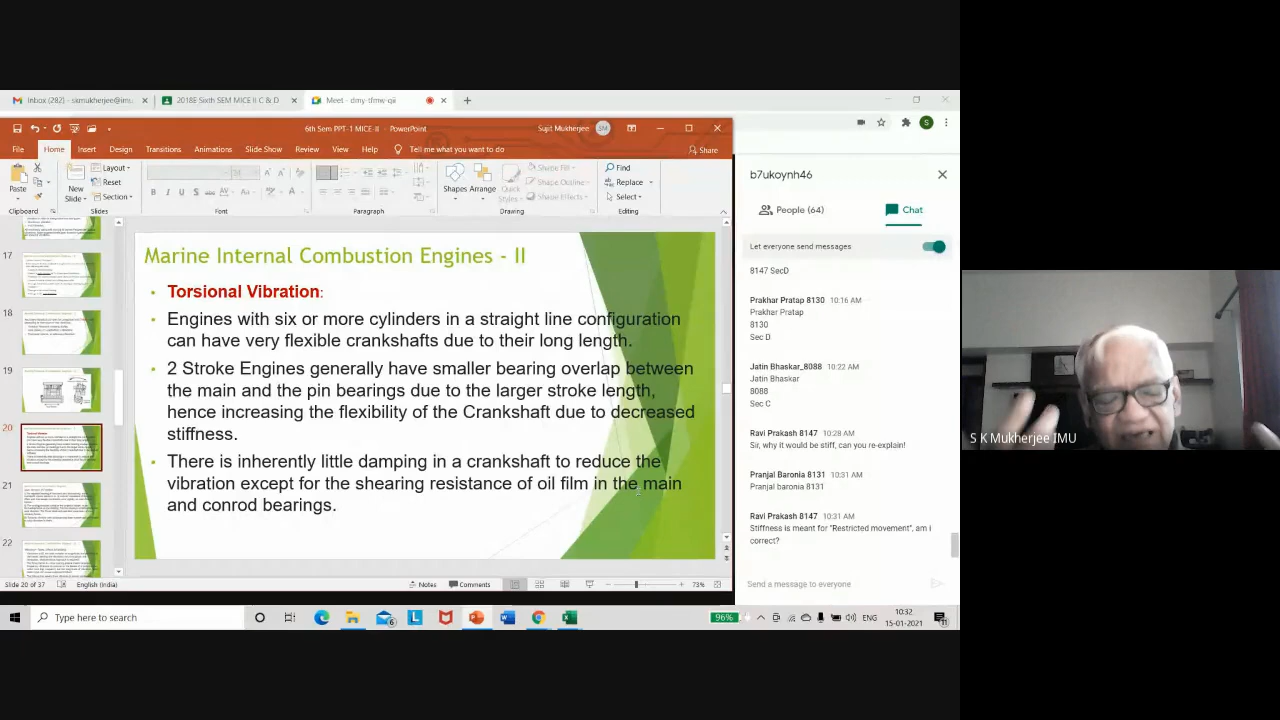 Inbox (282) - skmukherjee@imu.
2018E Sixth SEM MICE II C & D
Meet - dmy-tfmw-qii
6th Sem PPT-1 MICE-II - PowerPoint
Sujit Mukherjee
SM
File
Home
Insert
Design
Transitions
Animations
Slide Show
Review
View
Help
Tell me what you want to do
Share
Paste
New
Slide
Layout
Reset
Section
Shapes
Arrange
Quick
Styles
Shape Fill
Shape Outline
Shape Effects
Find
Replace
Select
Clipboard
Slides
Font
Paragraph
Drawing
Editing
17
18
19
20
21
22
Marine Internal Combustion Engines - II
Torsional Vibration:
Engines with six or more cylinders in a straight line configuration
can have very flexible crankshafts due to their long length.
2 Stroke Engines generally have smaller bearing overlap between
the main and the pin bearings due to the larger stroke length,
hence increasing the flexibility of the Crankshaft due to decreased
stiffness.
There is inherently little damping in a crankshaft to reduce the
vibration except for the shearing resistance of oil film in the main
and conrod bearings.
Slide 20 of 37
English (India)
Notes
Comments
73%
b7ukoynh46
People (64)
Chat
Let everyone send messages
8147 SecD
Prakhar Pratap 8130 10:16 AM
Prakhar Pratap
8130
Sec D
Jatin Bhaskar_8088 10:22 AM
Jatin Bhaskar
8088
Sec C
Ravi Prakash 8147 10:28 AM
Sir, why it would be stiff, can you re-explain!
Pranjal Baronia 8131 10:31 AM
Pranjal baronia 8131
Ravi Prakash 8147 10:31 AM
Stiffness is meant for "Restricted movement", am i
correct?
Send a message to everyone
S K Mukherjee IMU
Type here to search
96%
ENG
10:32
15-01-2021